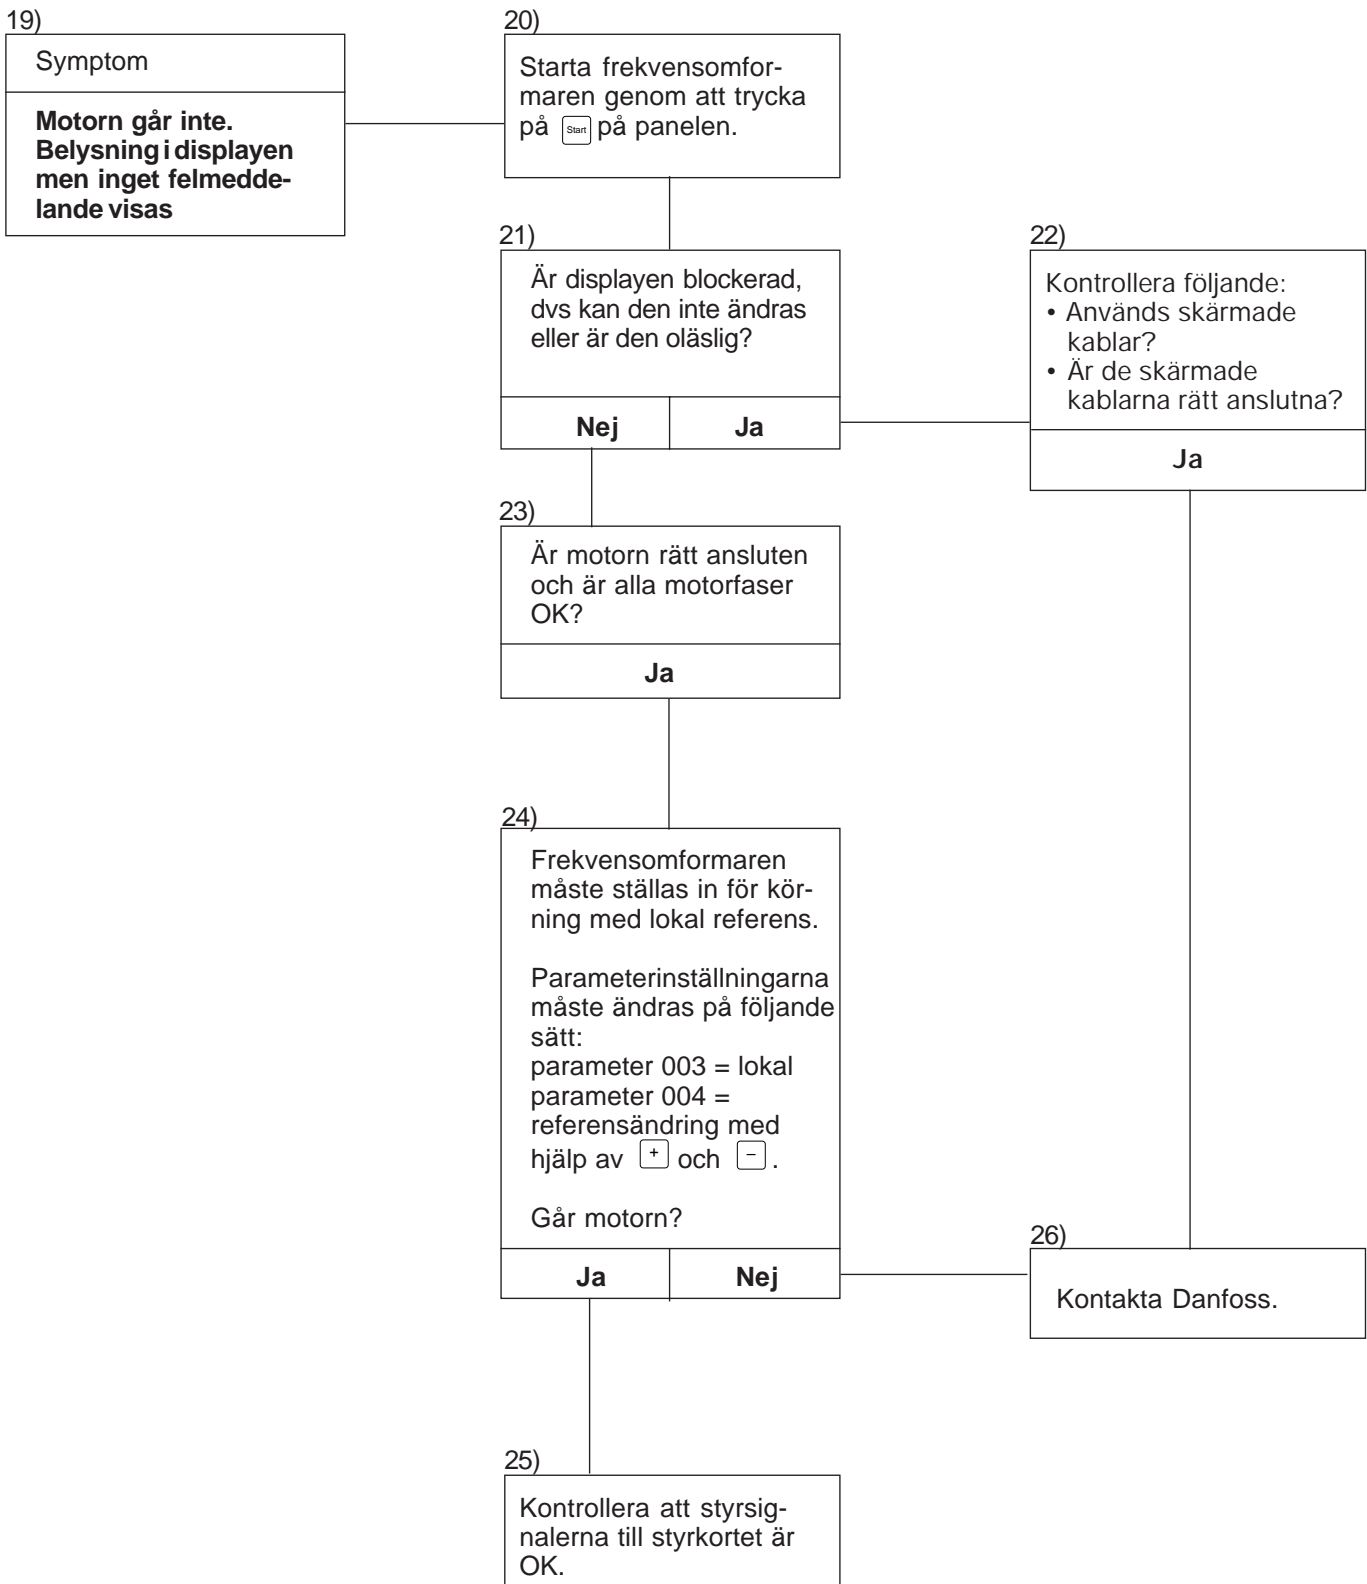 19)
Symptom
Motorn går inte.
Belysning i displayen
men inget felmedde-
lande visas
20)
Starta frekvensomfor-
maren genom att trycka
på Start på panelen.
21)
Är displayen blockerad,
dvs kan den inte ändras
eller är den oläslig?
Nej Ja
22)
Kontrollera följande:
• Används skärmade
kablar?
• Är de skärmade
kablarna rätt anslutna?
Ja
23)
Är motorn rätt ansluten
och är alla motorfaser
OK?
Ja
24)
Frekvensomformaren
måste ställas in för kör-
ning med lokal referens.
Parameterinställningarna
måste ändras på följande
sätt:
parameter 003 = lokal
parameter 004 =
referensändring med
hjälp av + och − .
Går motorn?
Ja Nej
26)
Kontakta Danfoss.
25)
Kontrollera att styrsig-
nalerna till styrkortet är
OK.